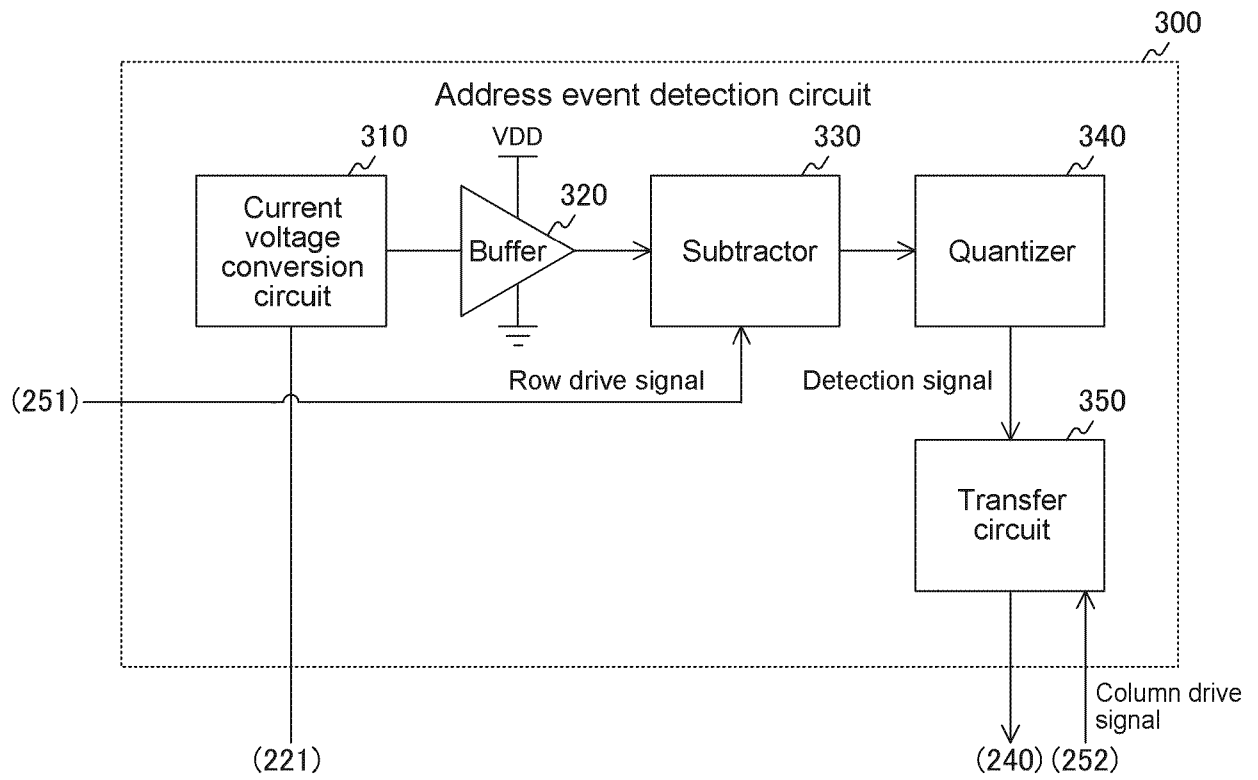 300
Address event detection circuit
310
VDD
330
340
320
Current
voltage
conversion
circuit
Buffer
Subtractor
Quantizer
Row drive signal
Detection signal
(251)
350
Transfer
circuit
Column drive
signal
(221)
(240)
(252)